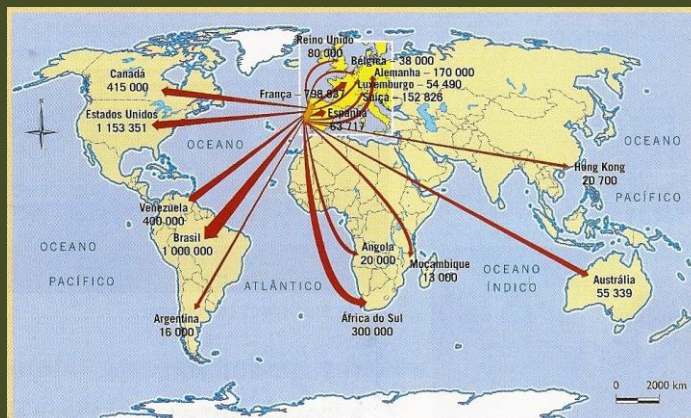 Reino Unido
80 000
Bélgica – 38 000
Alemanha – 170 000
Luxemburgo – 54 490
Suíça – 152 826
França – 798 837
Espanha
63 717
Canadá
415 000
Estados Unidos
1 153 351
OCEANO
OCEANO
Hong Kong
20 700
PACÍFICO
Venezuela
400 000
Brasil
1 000 000
OCEANO
PACÍFICO
ATLÂNTICO
Angola
20 000
Moçambique
13 000
OCEANO
ÍNDICO
Austrália
55 339
Argentina
16 000
África do Sul
300 000
0 2000 km